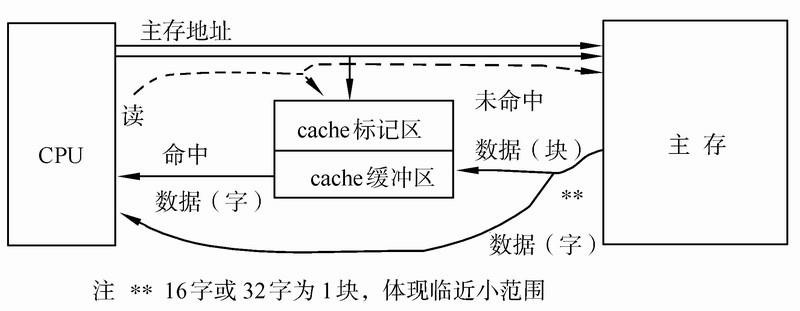 主存地址
读
未命中
cache标记区
CPU
命中
数据（块）
主 存
cache缓冲区
数据（字）
**
数据（字）
注 ** 16字或32字为1块，体现临近小范围